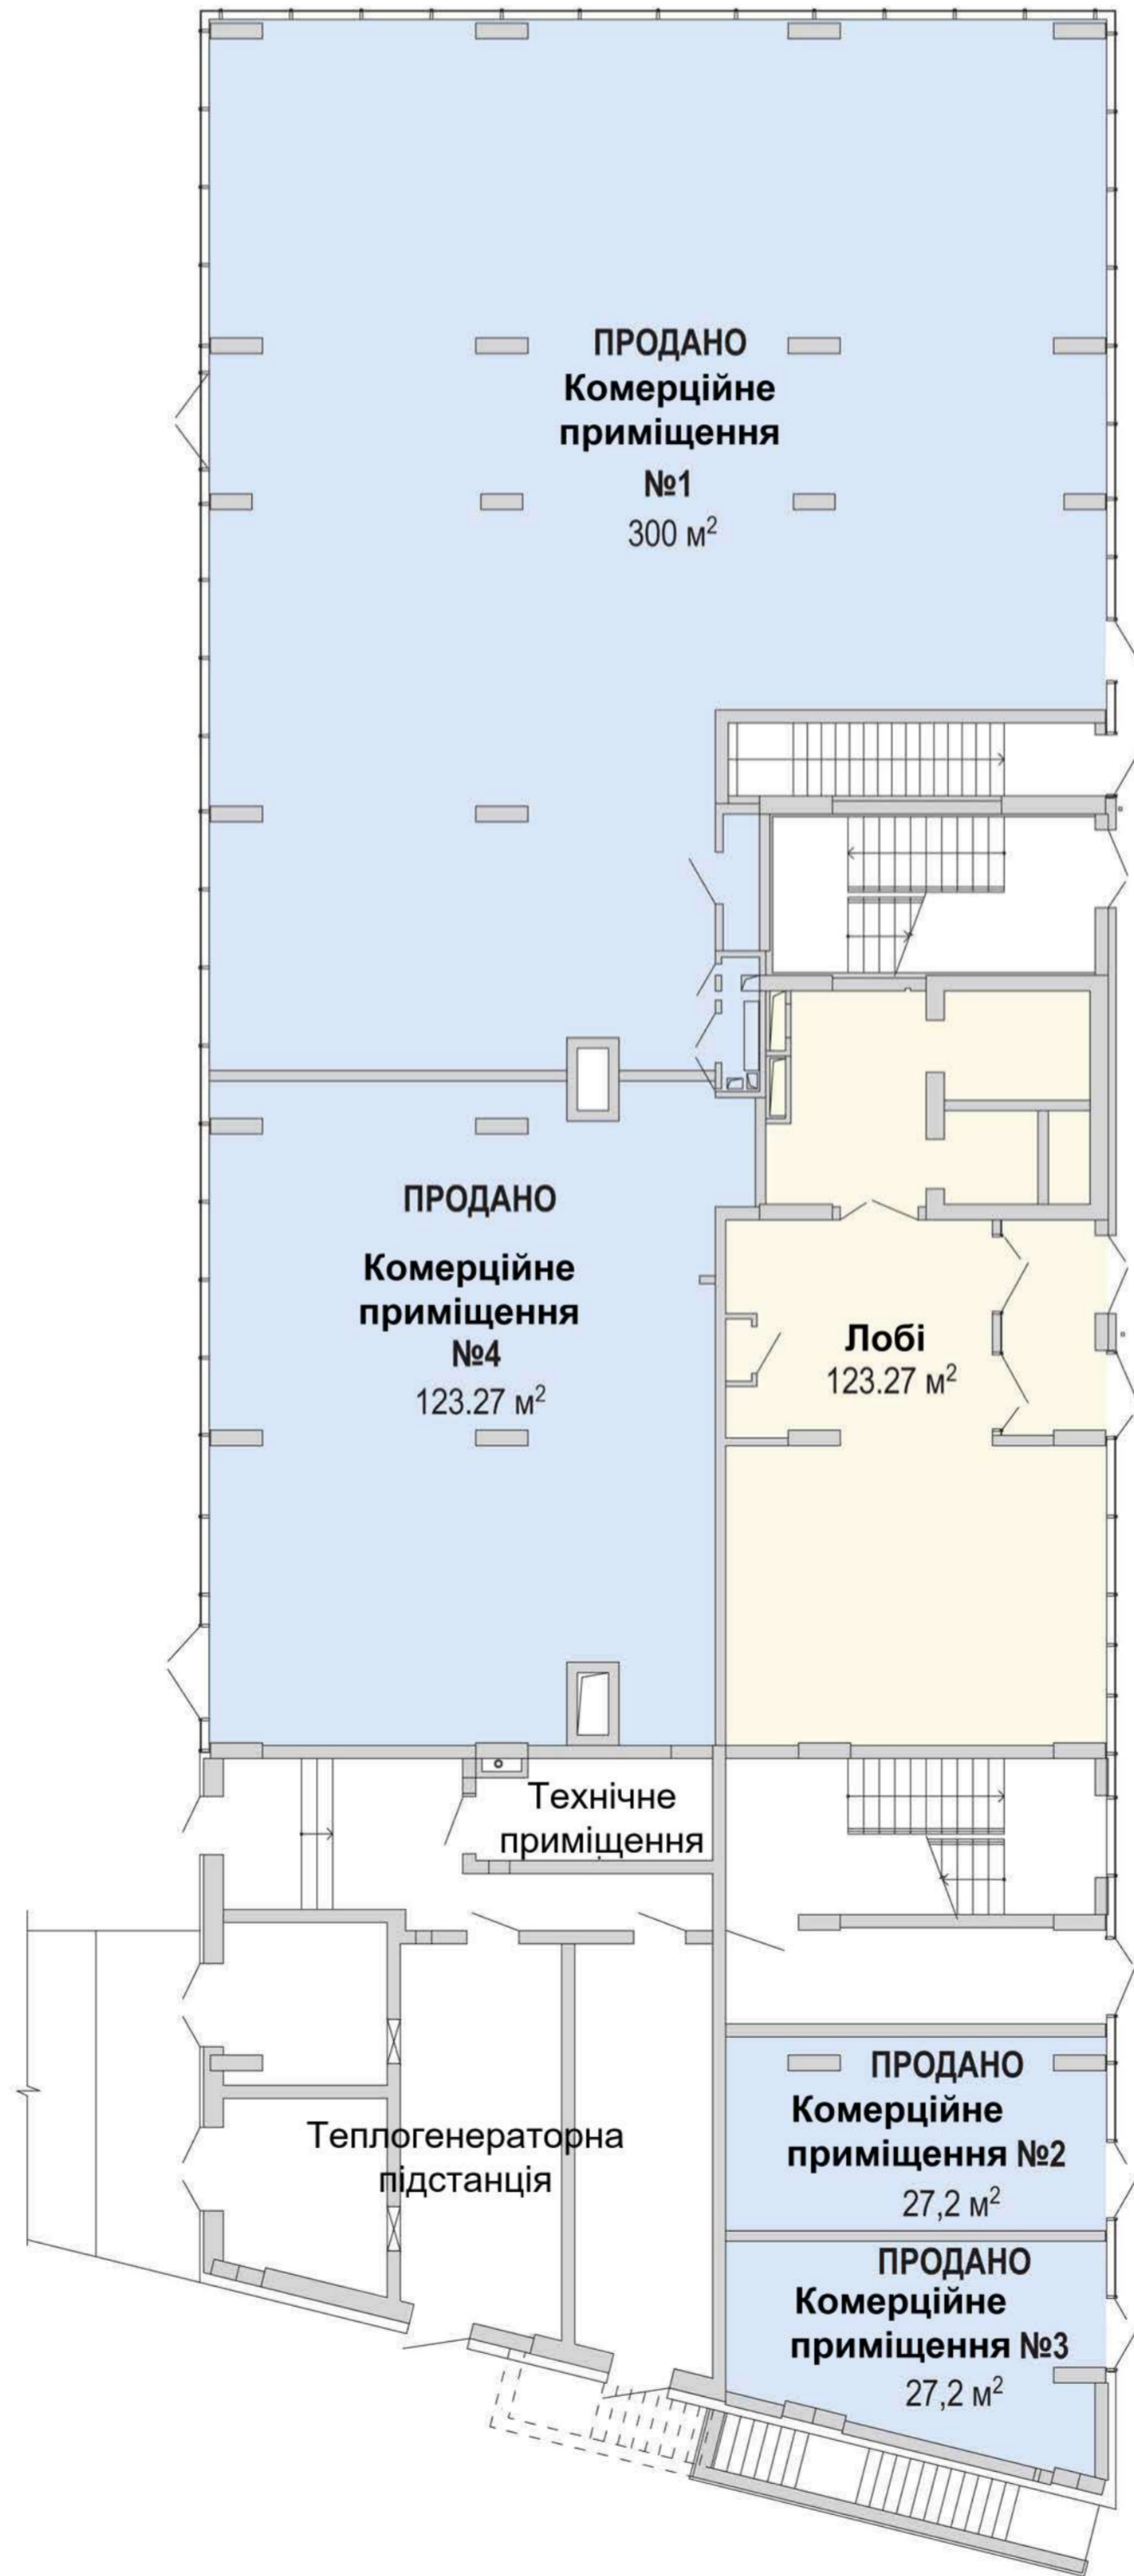 ПРОДАНО
Комерційне
приміщення
№1
300 м²
ПРОДАНО
Комерційне
приміщення
№4
123.27 м²
Лобі
123.27 м²
Технічне
приміщення
Теплогенераторна
підстанція
ПРОДАНО
Комерційне
приміщення №2
27,2 м²
ПРОДАНО
Комерційне
приміщення №3
27,2 м²